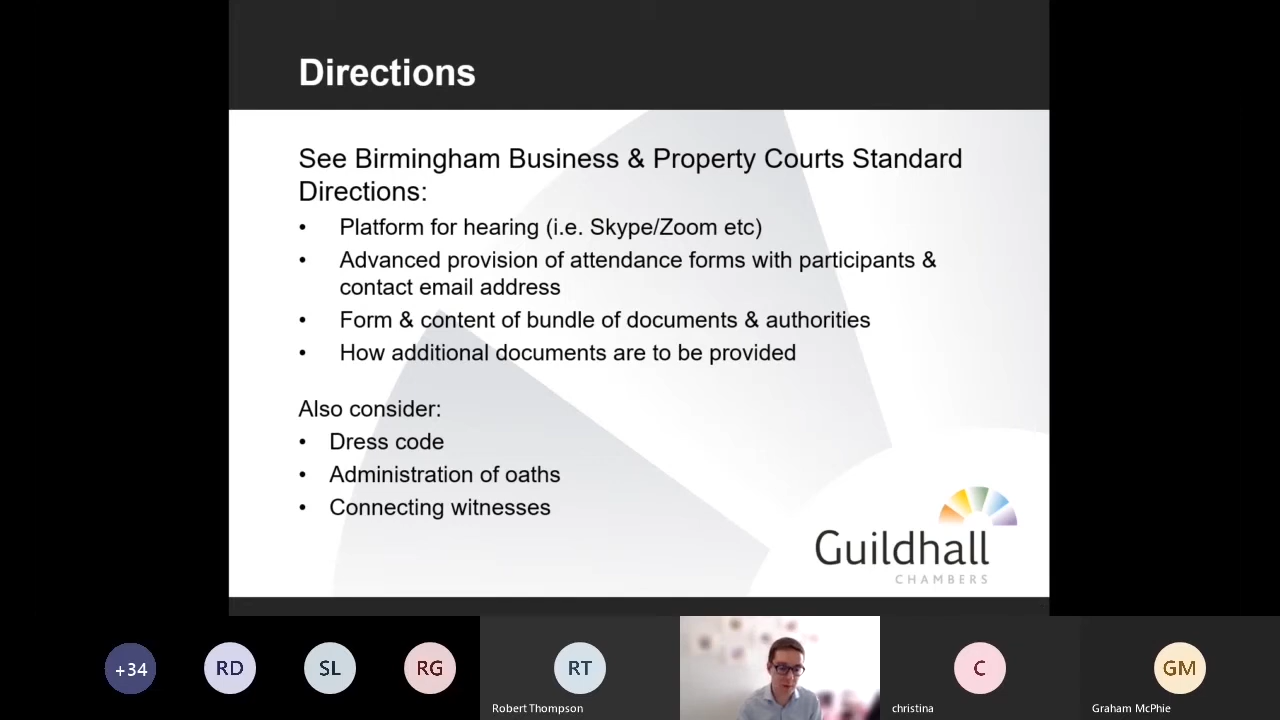 Directions
See Birmingham Business & Property Courts Standard
Directions:
• Platform for hearing (i.e. Skype/Zoom etc)
• Advanced provision of attendance forms with participants &
contact email address
• Form & content of bundle of documents & authorities
• How additional documents are to be provided
Also consider:
• Dress code
• Administration of oaths
• Connecting witnesses
Guildhall
CHAMBERS
+34
RD
SL
RG
RT
C
GM
Robert Thompson
christina
Graham McPhie